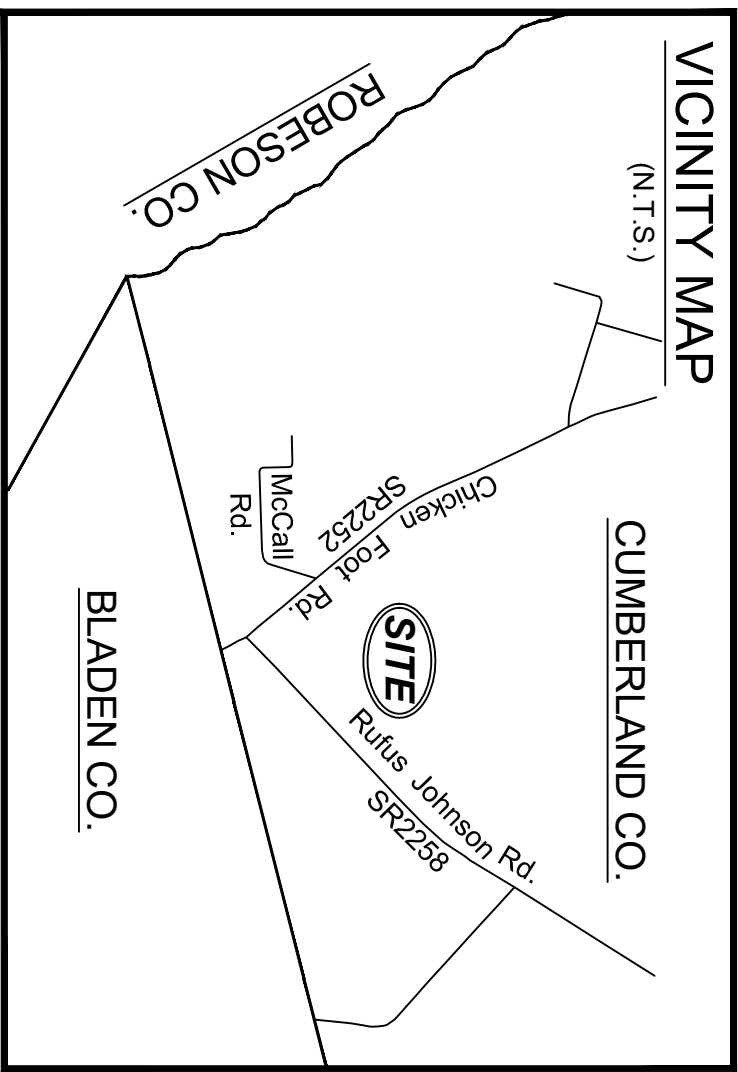 VICINITY MAP
(N.T.S.)
CUMBERLAND CO.
ROBESON CO.
Chicken Foot Rd.
SR2252
McCall
Rd.
SITE
Rufus Johnson Rd.
SR2258
BLADEN CO.